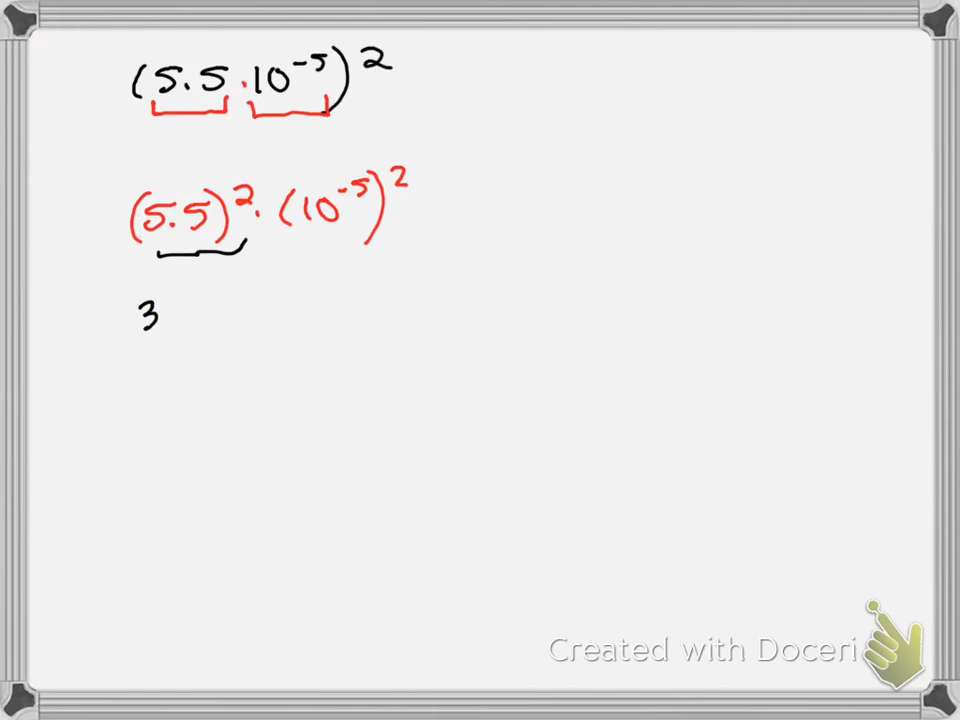 (5.5 · 10⁻⁵)²
(5.5)² · (10⁻⁵)²
3
Created with Doceri